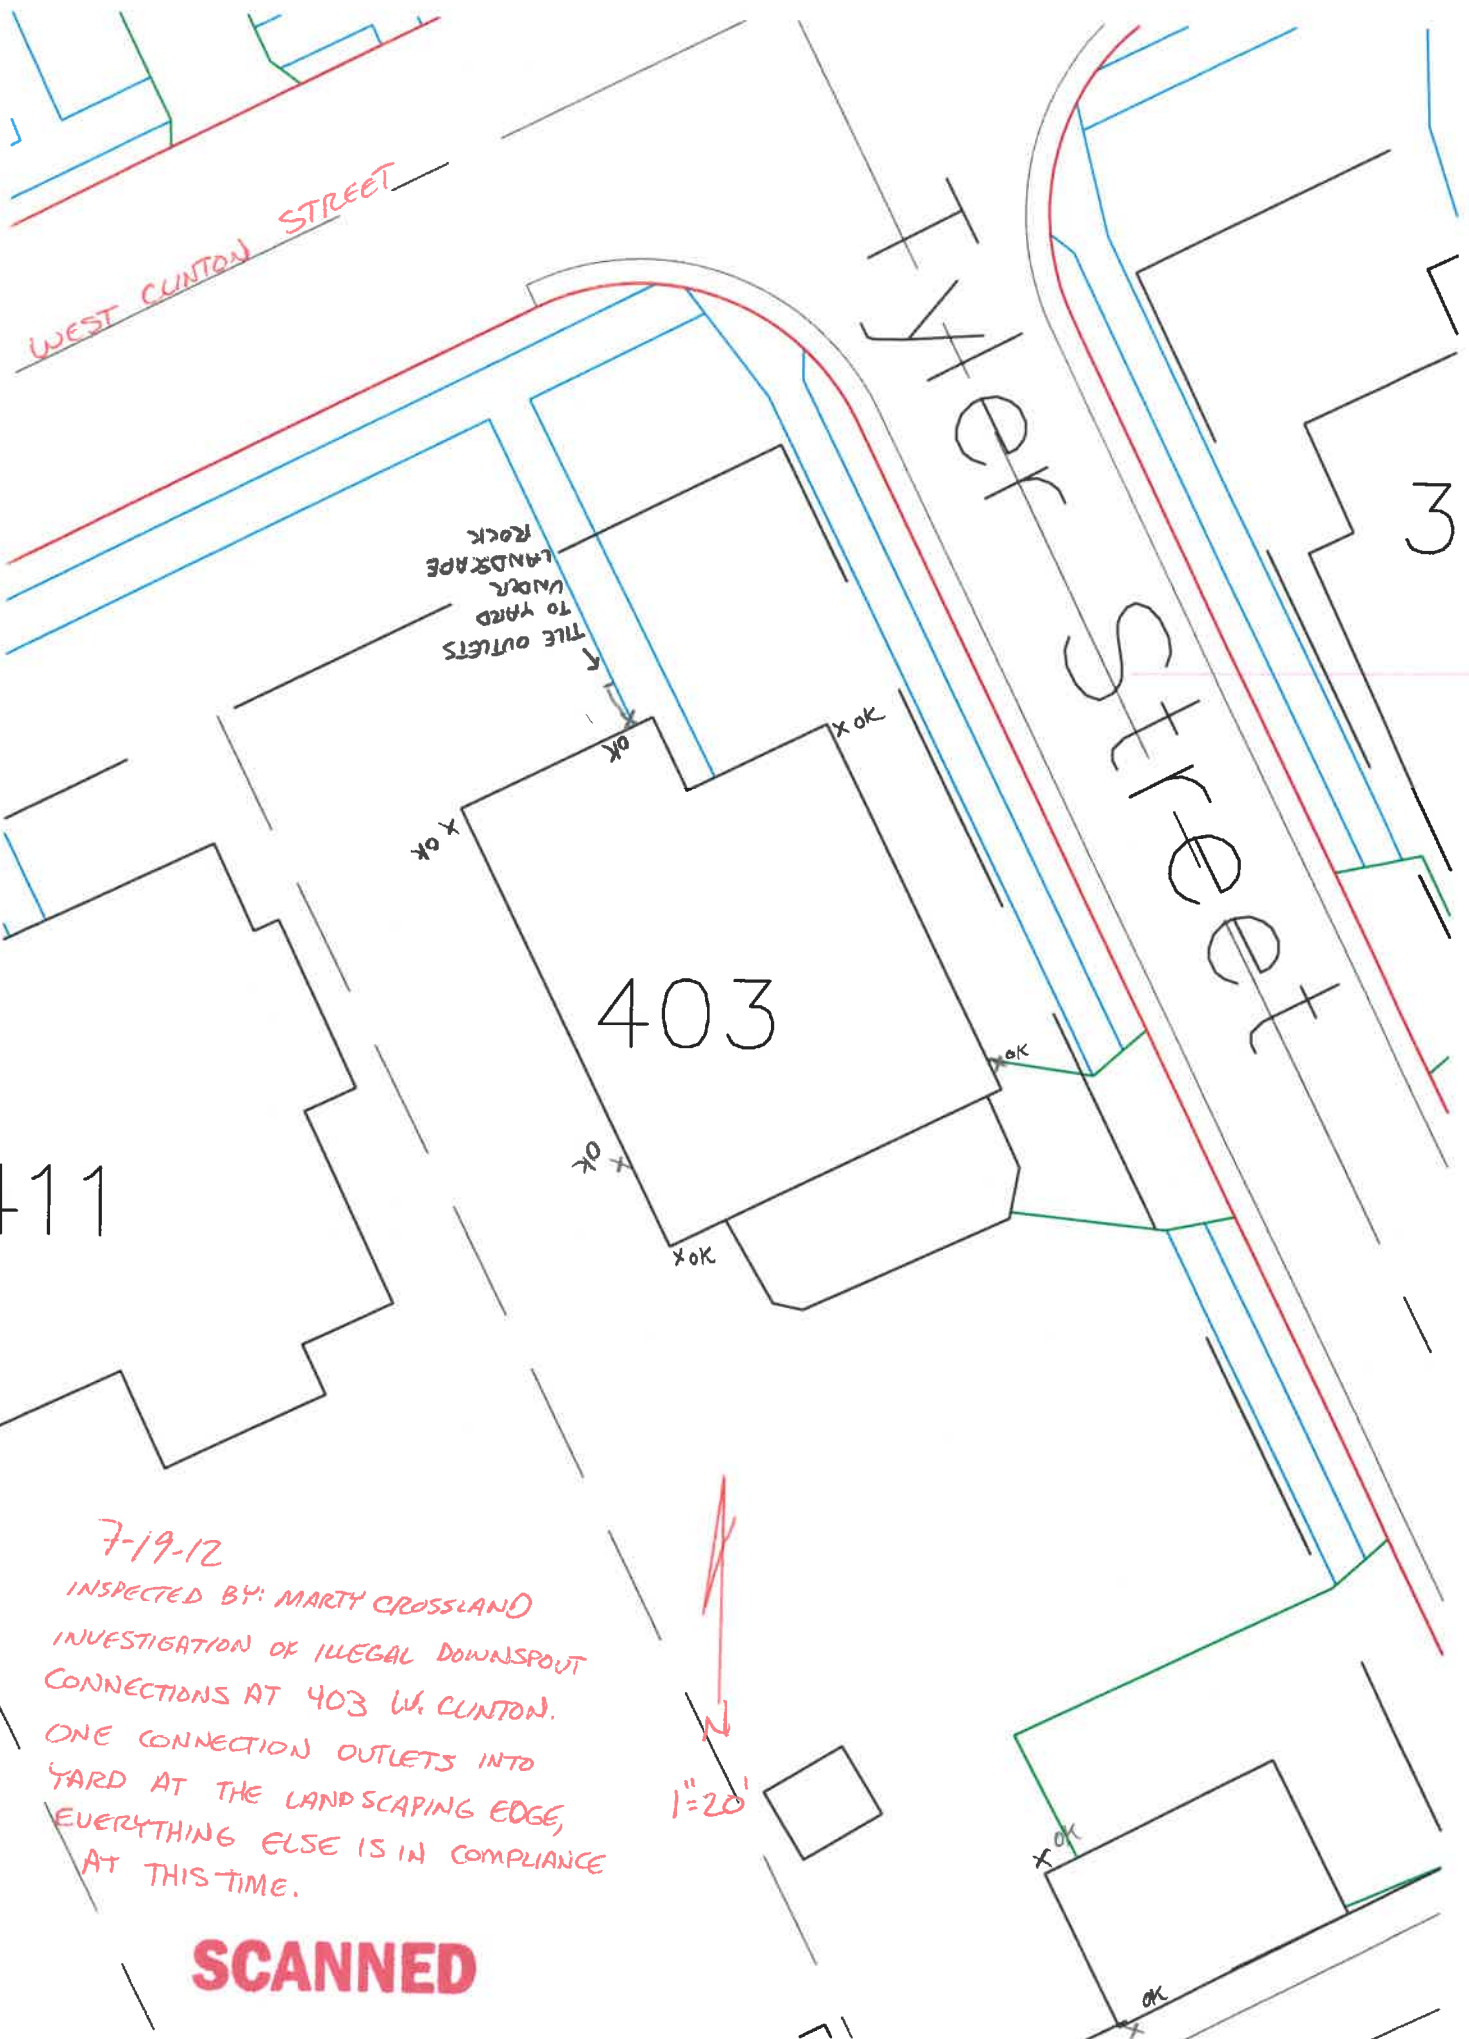 WEST CLINTON STREET
Tyler Street
3
TILE OUTLETS
TO YARD
UNDER
LANDSCAPE
ROCK
x OK
OK
x OK
403
x OK
OK x
x OK
411
7-19-12
INSPECTED BY: MARTY CROSSLAND
INVESTIGATION OF ILLEGAL DOWNSPOUT
CONNECTIONS AT 403 W. CLINTON.
ONE CONNECTION OUTLETS INTO
YARD AT THE LANDSCAPING EDGE,
EVERYTHING ELSE IS IN COMPLIANCE
AT THIS TIME.
N
1"=20'
x OK
OK
x
SCANNED